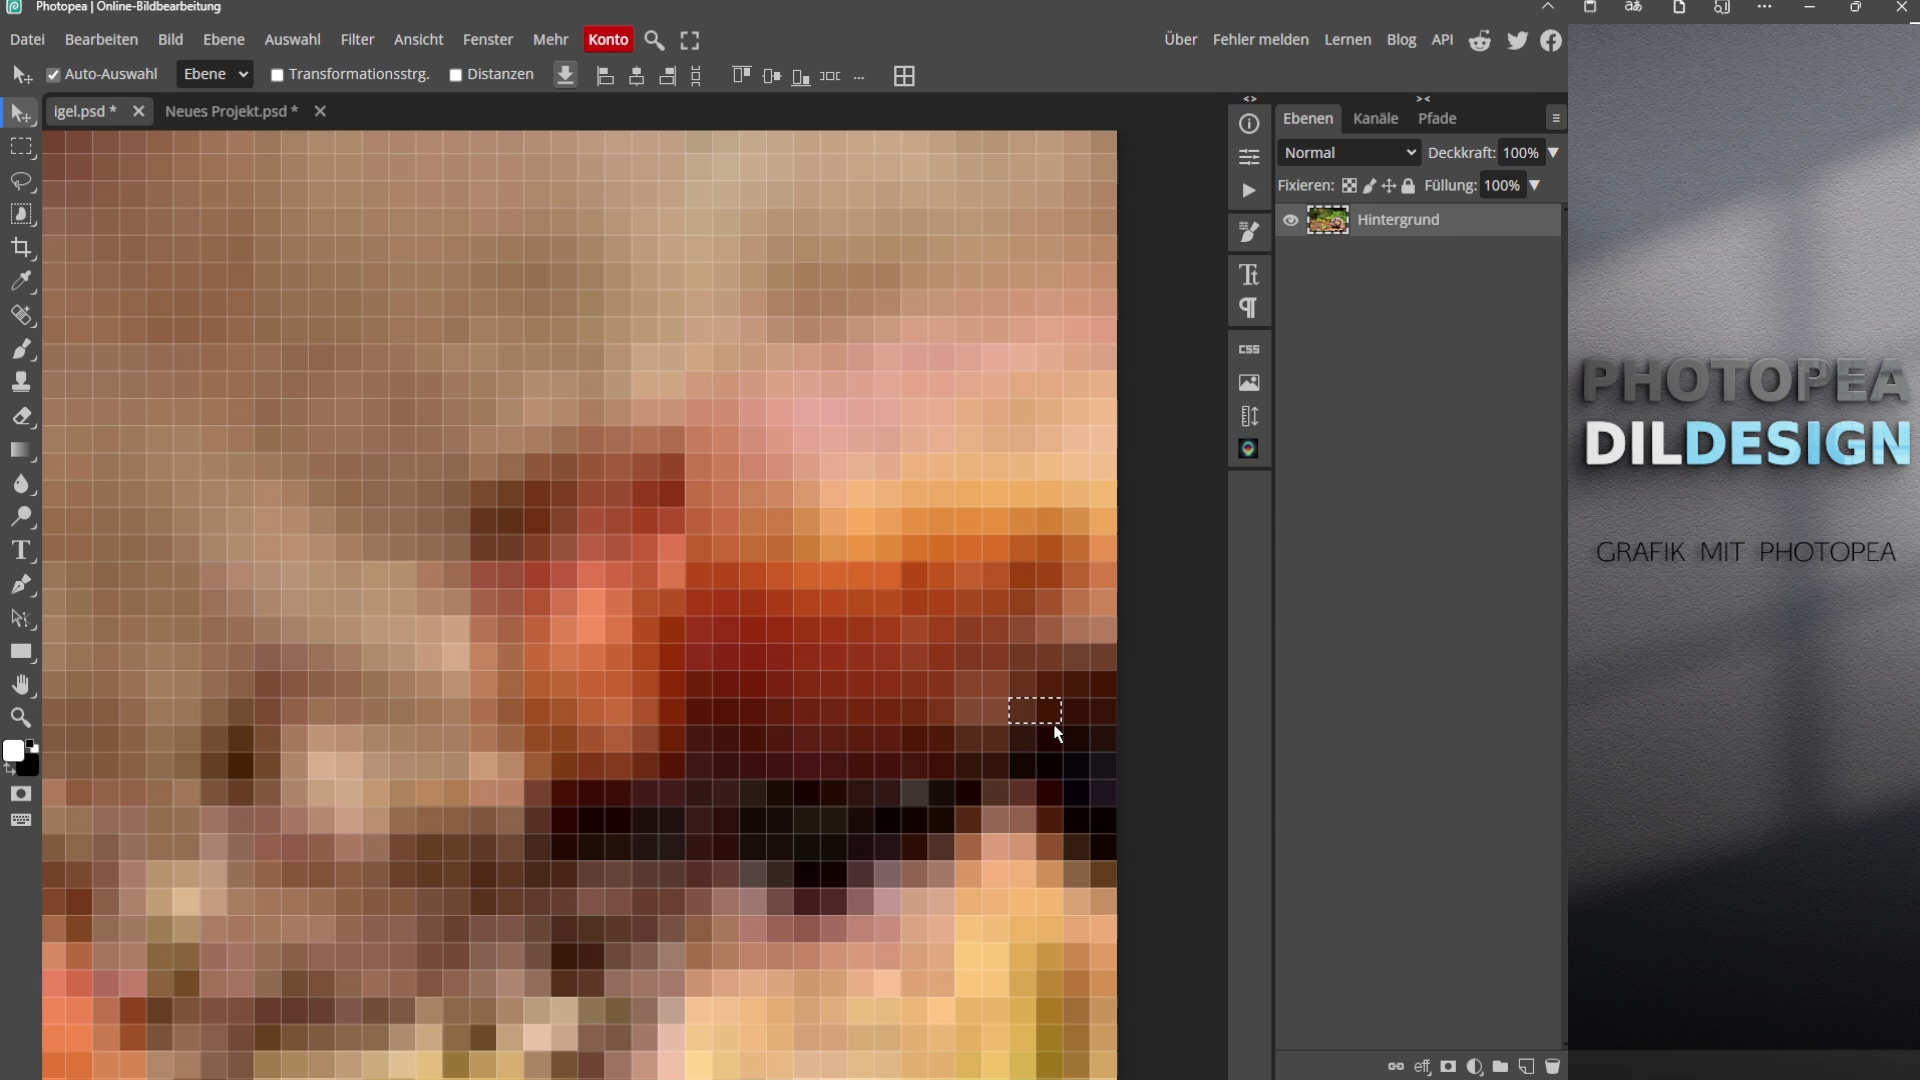 Photopea | Online-Bildbearbeitung
Datei Bearbeiten Bild Ebene Auswahl Filter Ansicht Fenster Mehr Konto Über Fehler melden Lernen Blog API
Auto-Auswahl Ebene Transformationsstrg. Distanzen ...
igel.psd * Neues Projekt.psd *
Ebenen Kanäle Pfade
Normal Deckkraft: 100%
Fixieren: Füllung: 100%
Hintergrund
CSS
PHOTOPEA
DILDESIGN
GRAFIK MIT PHOTOPEA
eff